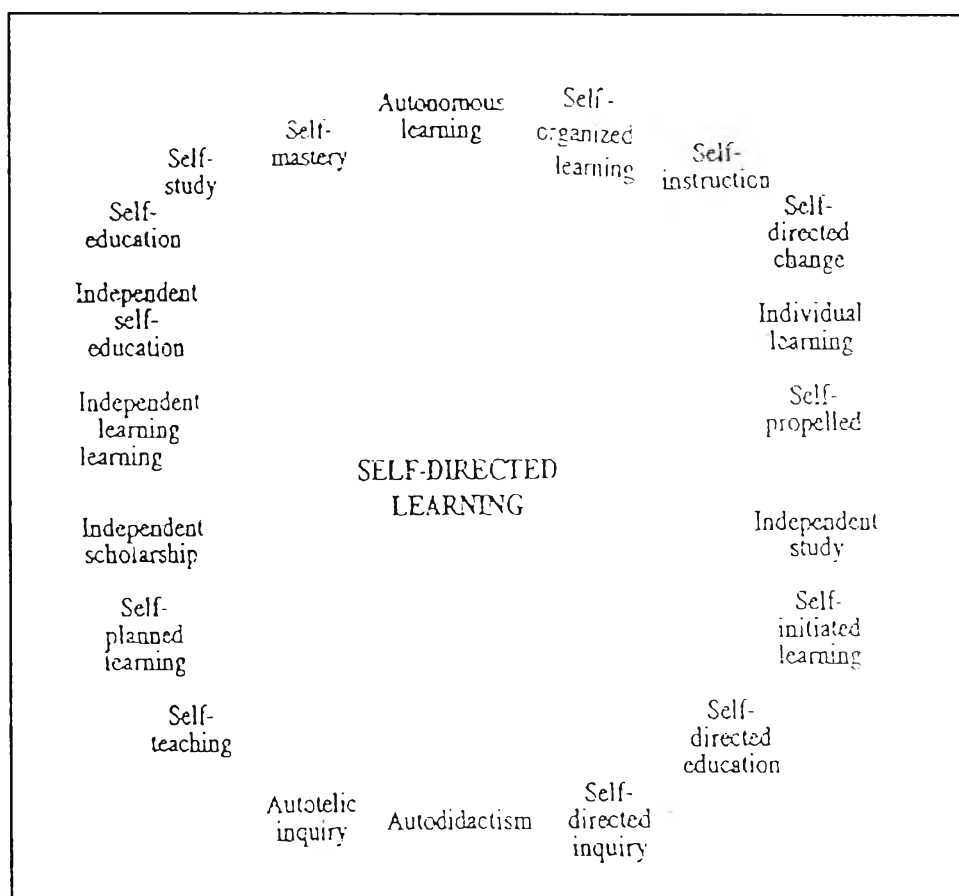 Autonomous
learning
Self-
organized
learning
Self-
instruction
Self-
directed
change
Individual
learning
Self-
propelled
Independent
study
Self-
initiated
learning
Self-
directed
education
Self-
directed
inquiry
Autodidactism
Autotelic
inquiry
Self-
teaching
Self-
planned
learning
Independent
scholarship
Independent
learning
learning
Independent
self-
education
Self-
education
Self-
study
Self-
mastery
SELF-DIRECTED
LEARNING